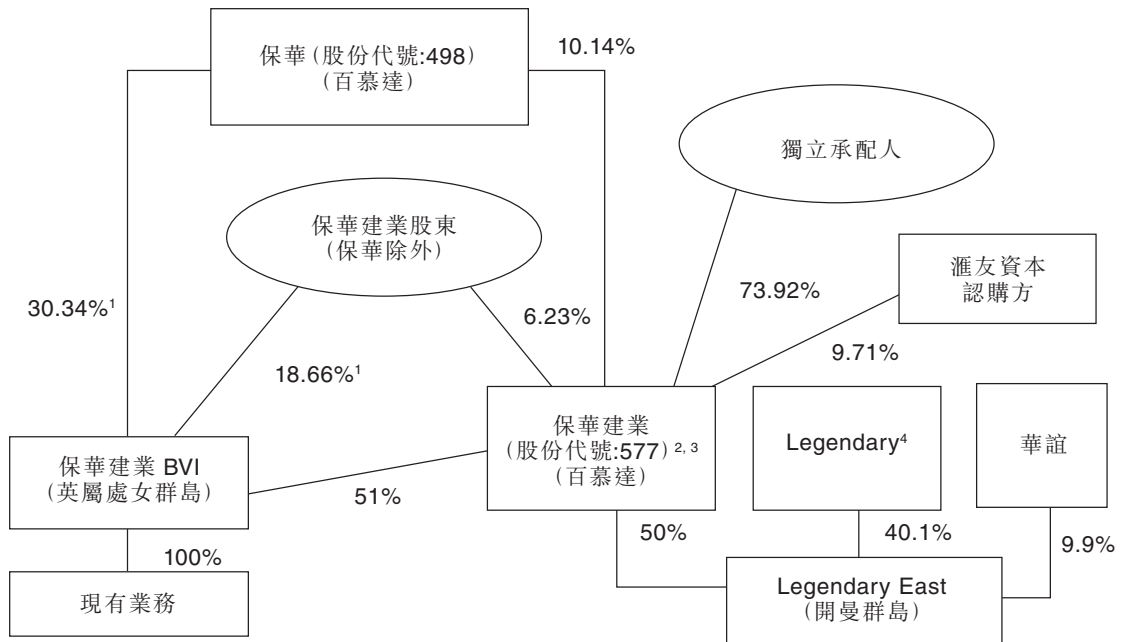 保華(股份代號:498)
(百慕達)
10.14%
獨立承配人
保華建業股東
(保華除外)
滙友資本
認購方
30.34%¹
6.23%
73.92%
9.71%
18.66%¹
保華建業
(股份代號:577)²˒ ³
(百慕達)
Legendary⁴
華誼
保華建業 BVI
(英屬處女群島)
51%
50%
40.1%
9.9%
100%
現有業務
Legendary East
(開曼群島)